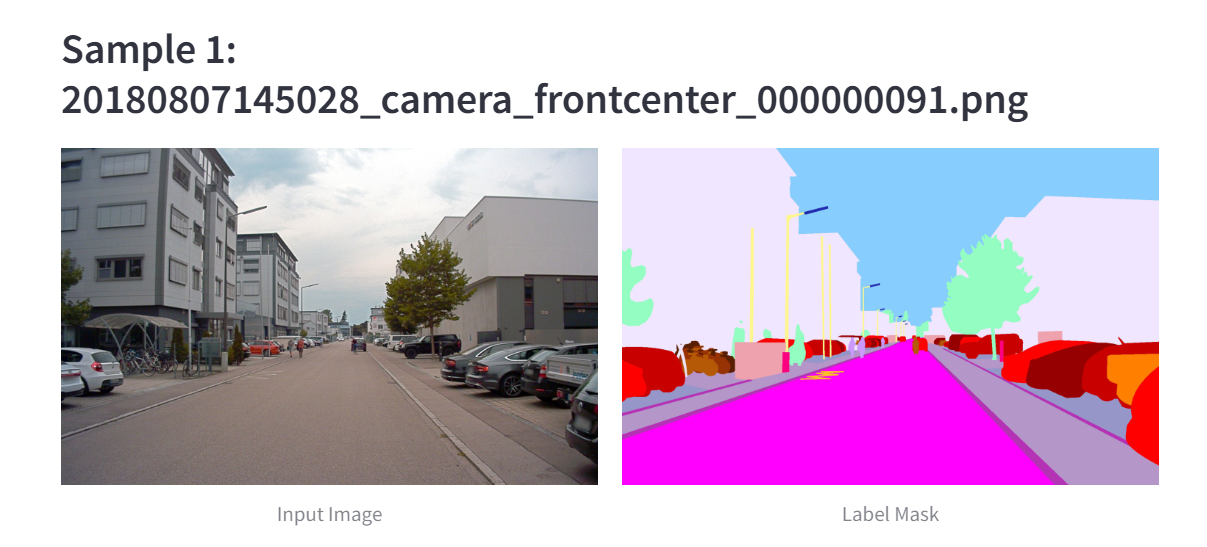 Sample 1:
20180807145028_camera_frontcenter_000000091.png
Input Image
Label Mask